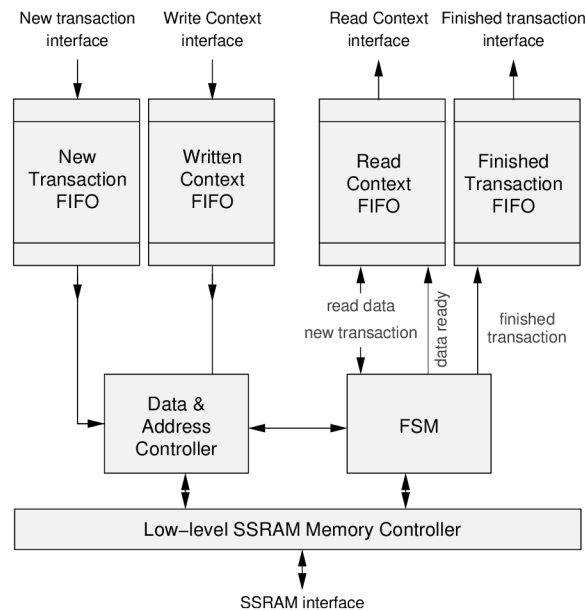 New transaction
interface
Write Context
interface
Read Context
interface
Finished transaction
interface
New
Transaction
FIFO
Written
Context
FIFO
Read
Context
FIFO
Finished
Transaction
FIFO
read data
new transaction
data ready
finished
transaction
Data &
Address
Controller
FSM
Low−level SSRAM Memory Controller
SSRAM interface